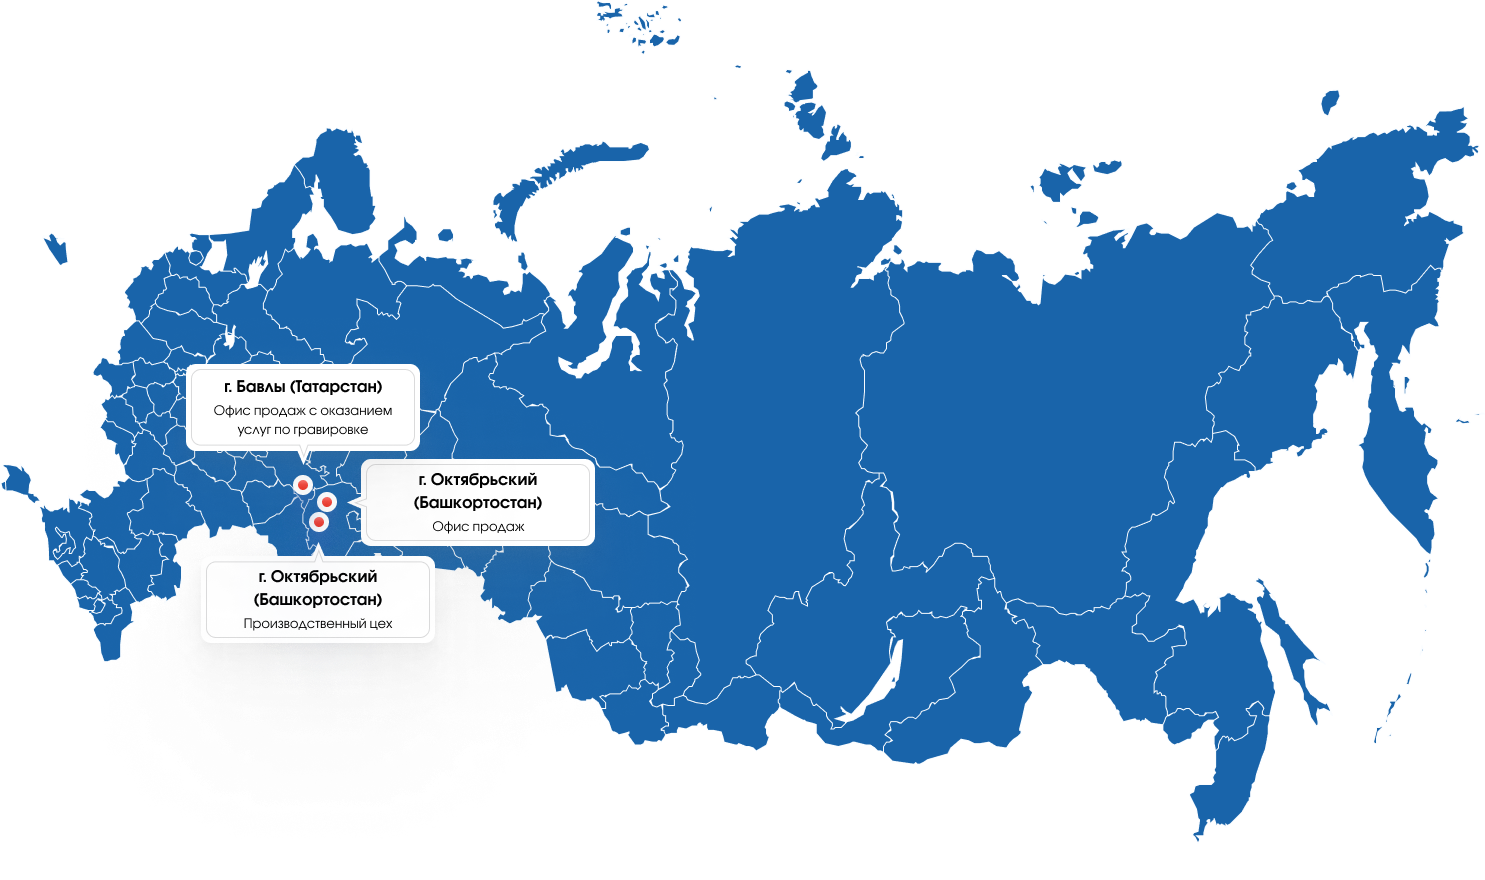 г. Бавлы (Татарстан)
Офис продаж с оказанием
услуг по гравировке
г. Октябрьский
(Башкортостан)
Офис продаж
г. Октябрьский
(Башкортостан)
Производственный цех